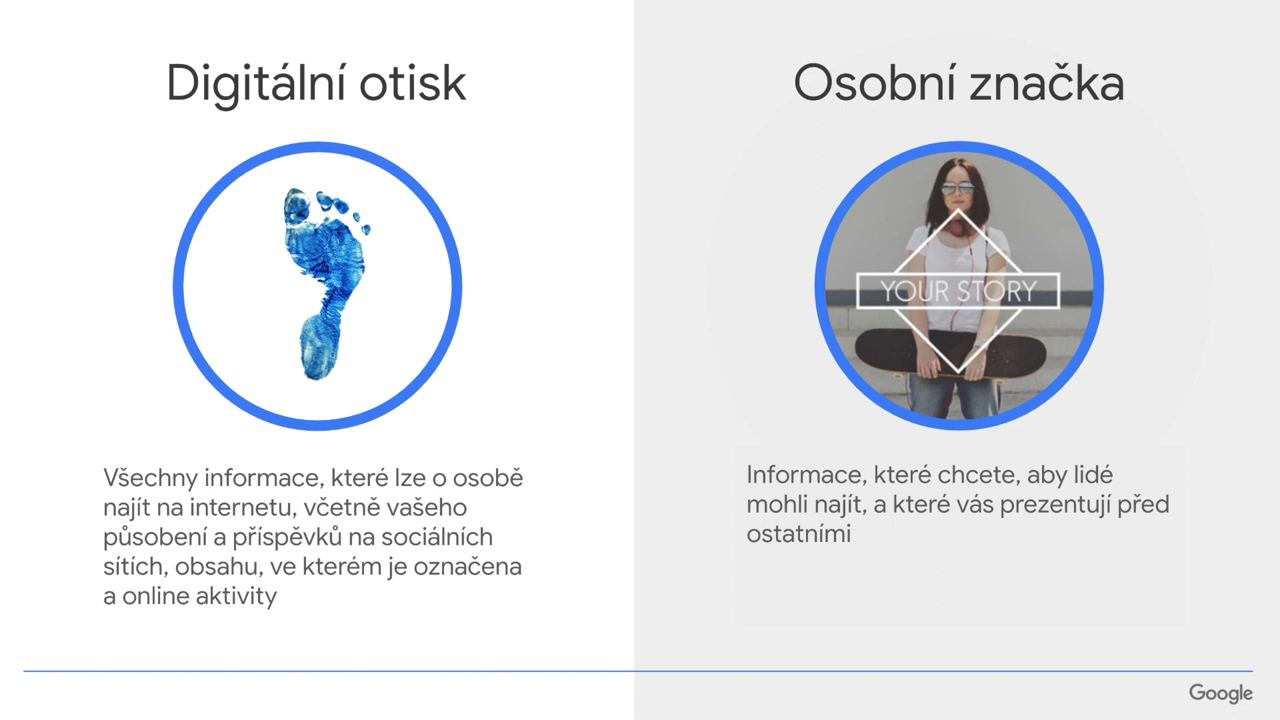 Digitální otisk
Všechny informace, které lze o osobě
najít na internetu, včetně vašeho
působení a příspěvků na sociálních
sítích, obsahu, ve kterém je označena
a online aktivity
Osobní značka
YOUR STORY
Informace, které chcete, aby lidé
mohli najít, a které vás prezentují před
ostatními
Google